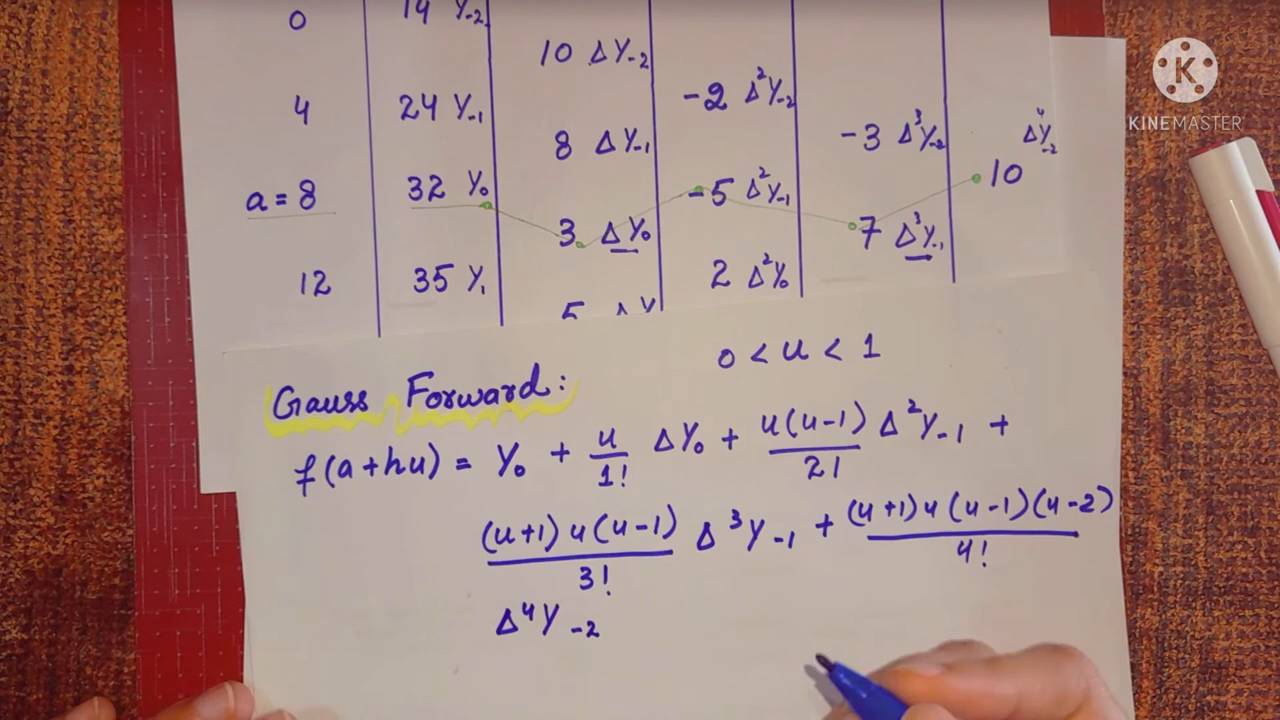 0 14 Y₋₂
10 ΔY₋₂
4 24 Y₋₁ -2 Δ²Y₋₂
8 ΔY₋₁ -3 Δ³Y₋₂ Δ⁴Y₋₂
a = 8 32 Y₀ -5 Δ²Y₋₁ 10
3 ΔY₀ 7 Δ³Y₋₁
12 35 Y₁ 2 Δ²Y₀
5 ΔY
KINEMASTER
0 < u < 1
Gauss Forward:
f(a+hu) = Y₀ + u/1! ΔY₀ + u(u-1)/2! Δ²Y₋₁ +
(u+1)u(u-1)/3! Δ³Y₋₁ + (u+1)u(u-1)(u-2)/4!
Δ⁴Y₋₂